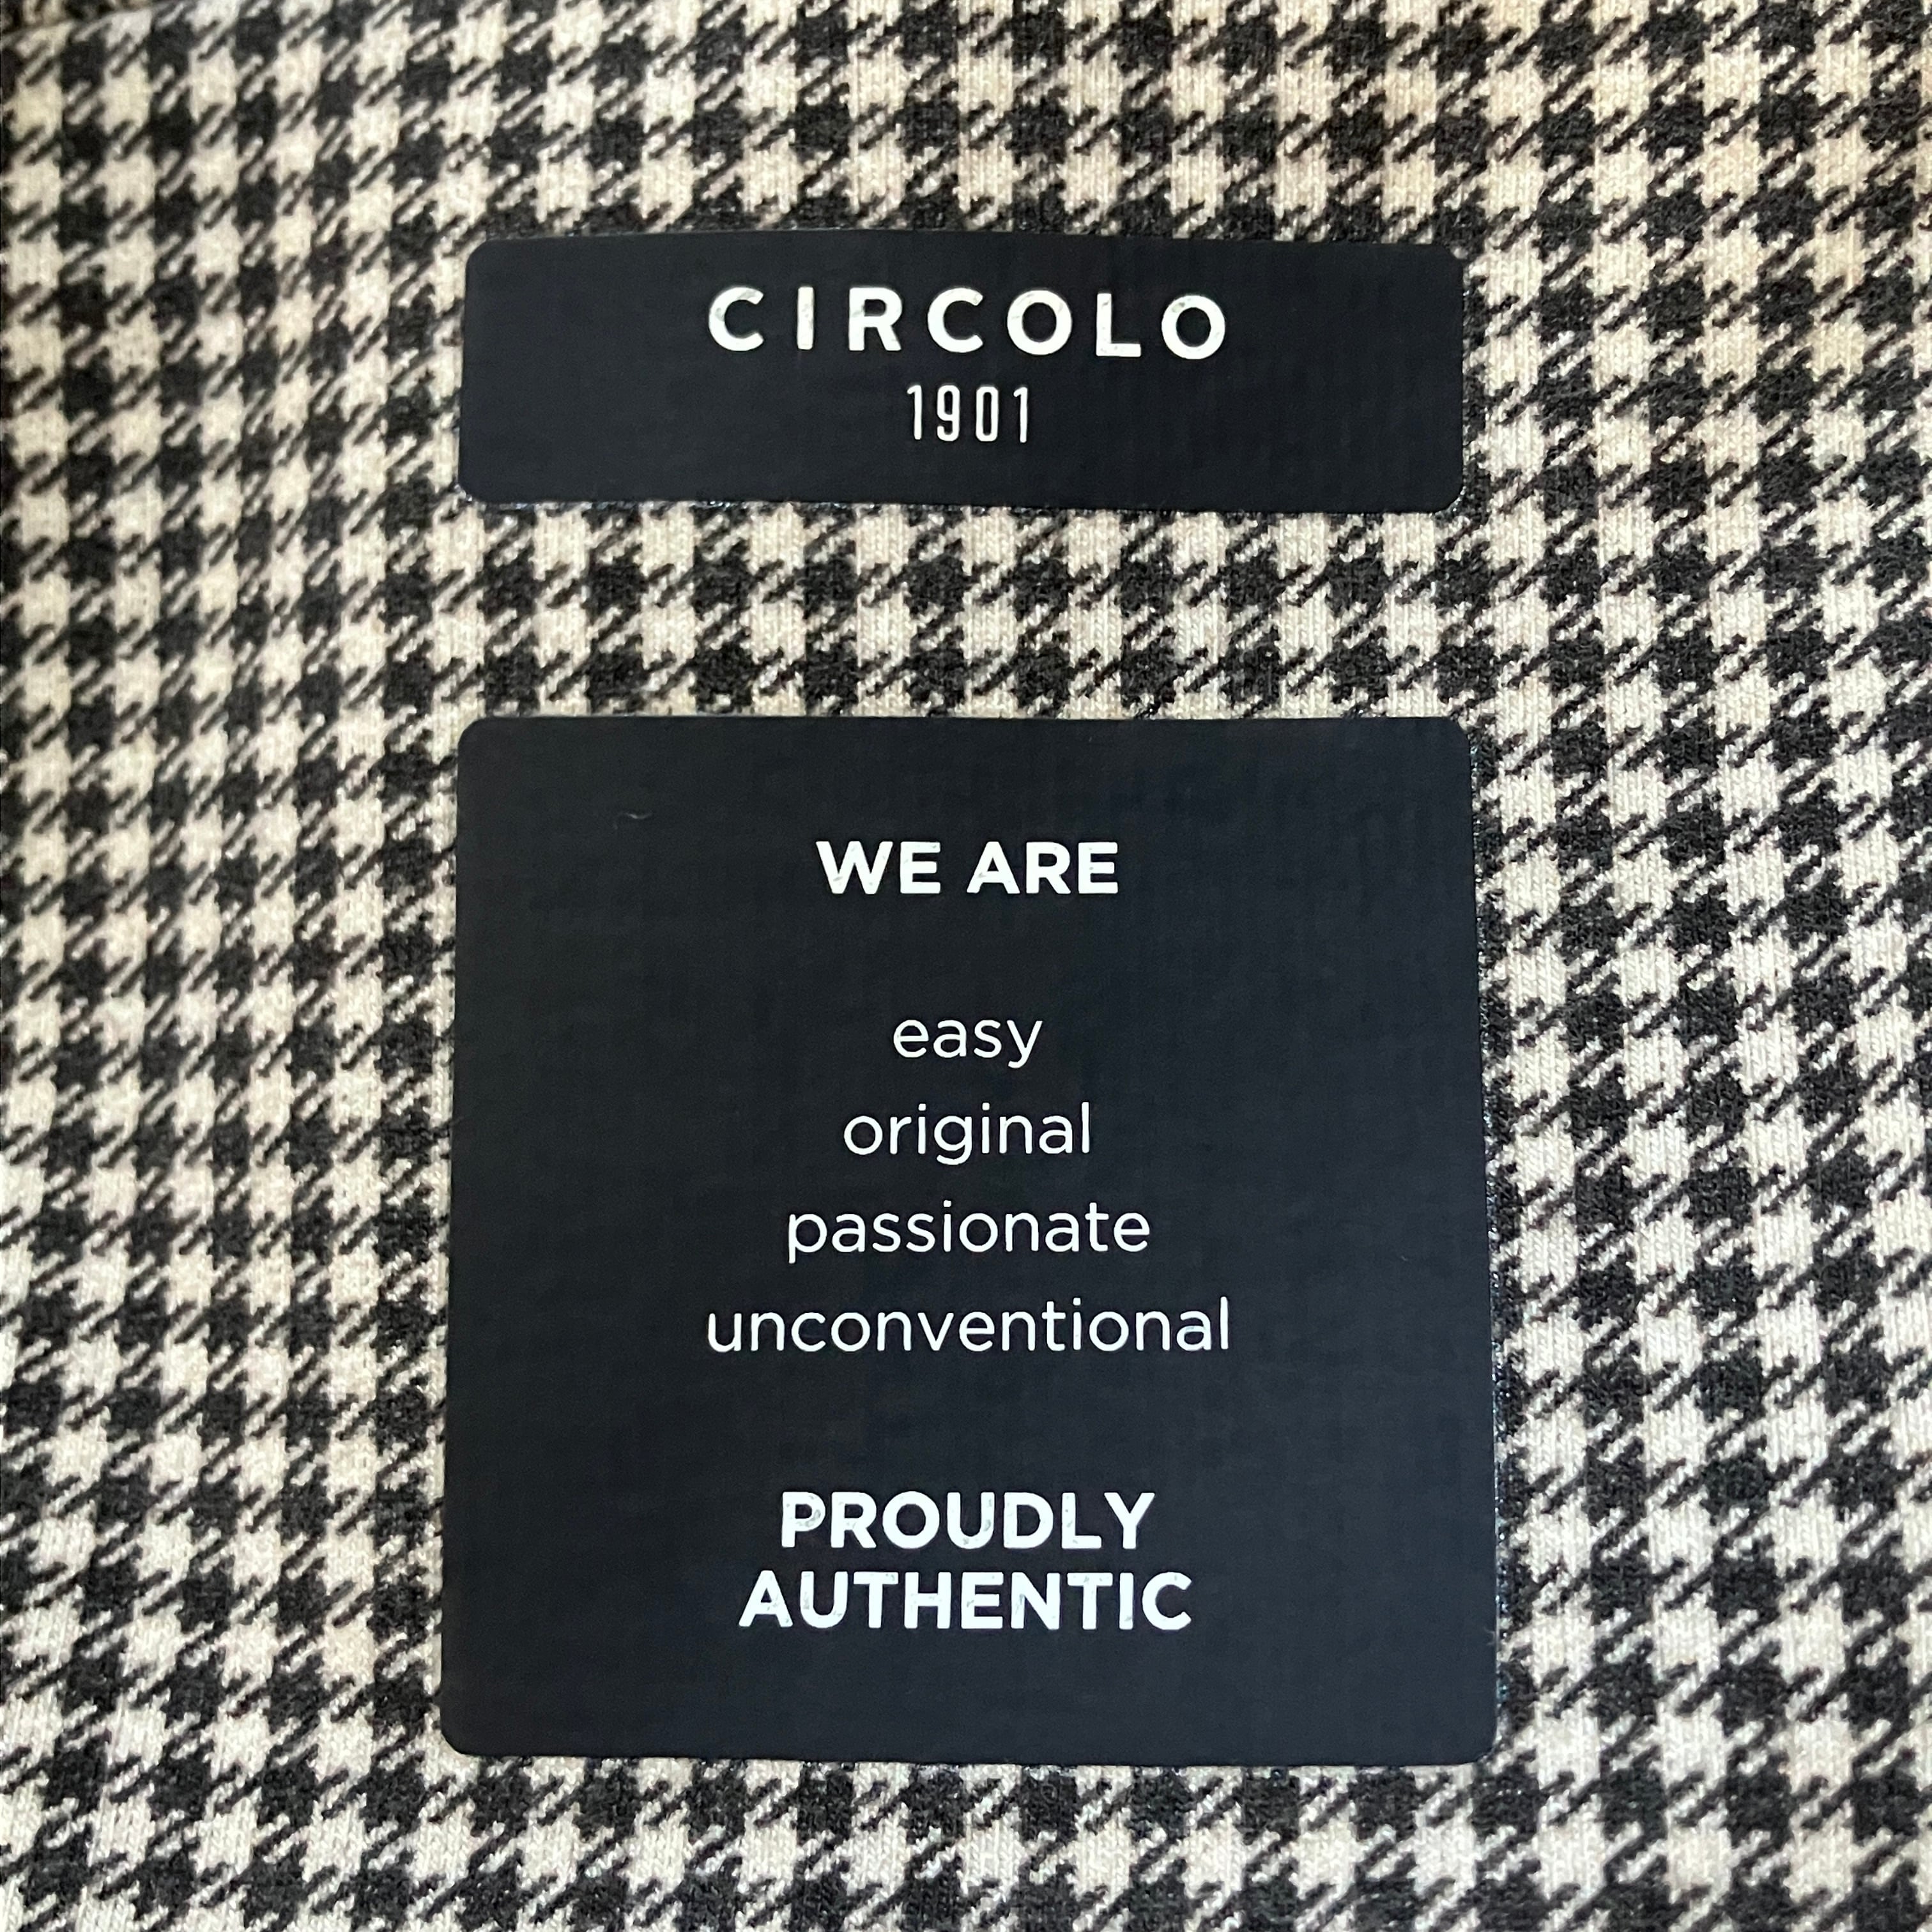 CIRCOLO
1901
WE ARE
easy
original
passionate
unconventional
PROUDLY
AUTHENTIC